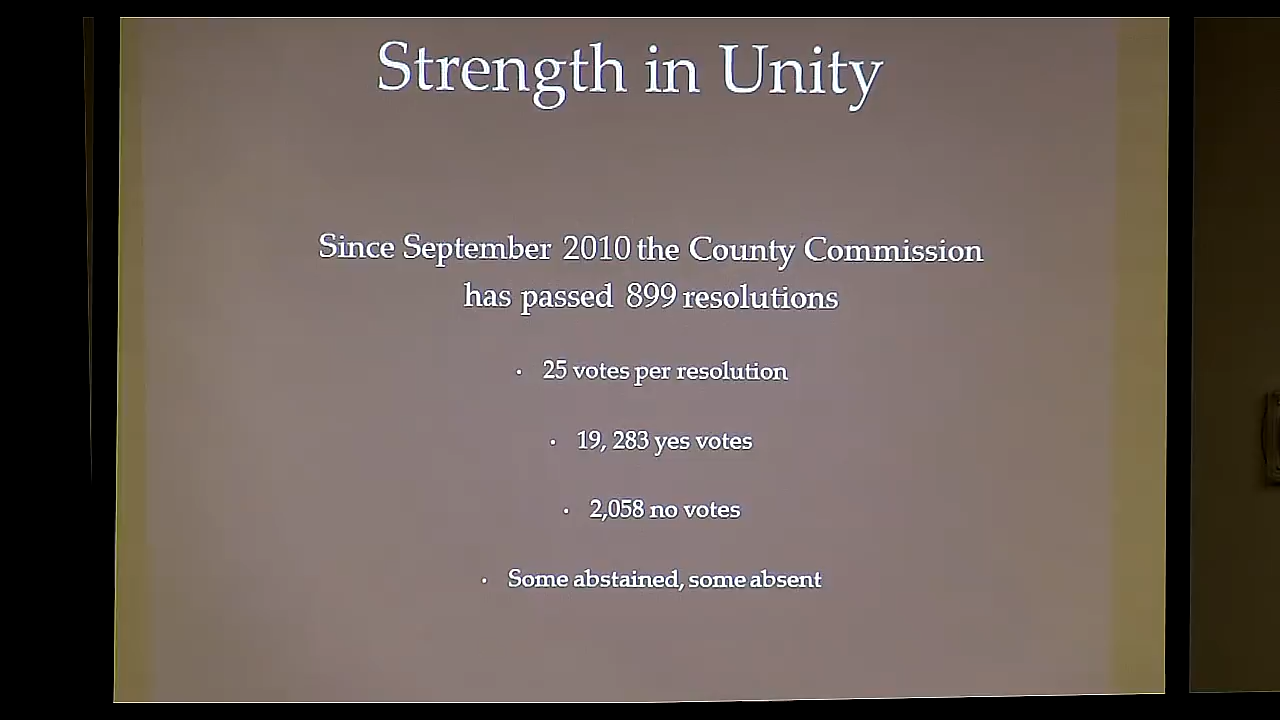 Strength in Unity
Since September 2010 the County Commission
has passed 899 resolutions
· 25 votes per resolution
· 19, 283 yes votes
· 2,058 no votes
· Some abstained, some absent